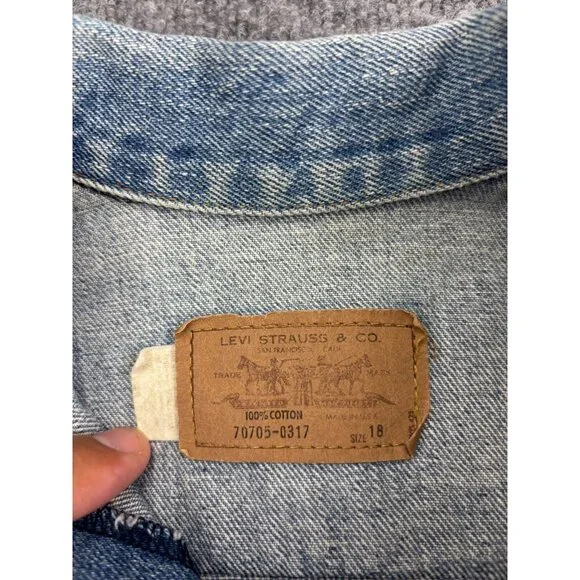 LEVI STRAUSS & CO.
SAN FRANCISCO CALIF.
TRADE MARK
100% COTTON MADE IN U.S.A.
70705-0317 SIZE 18